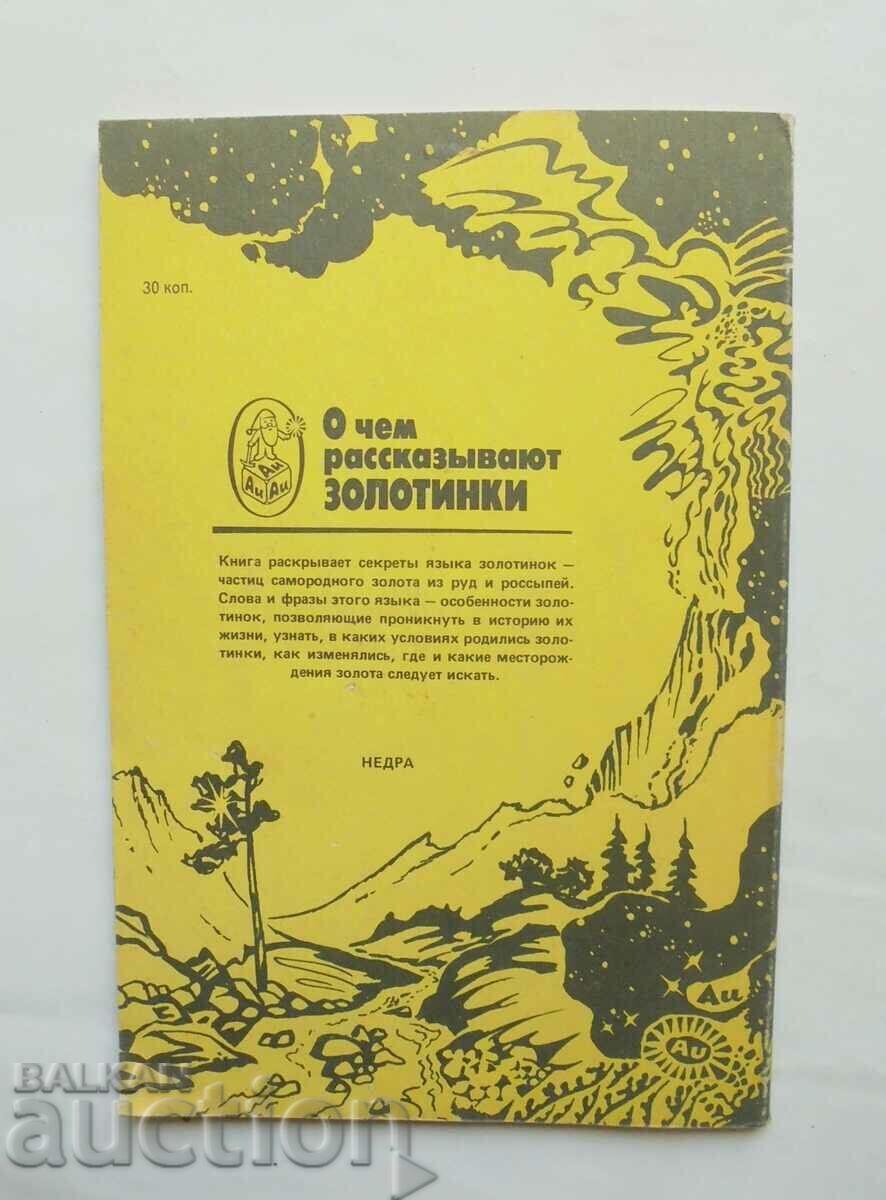 30 коп.
О чем
рассказывают
ЗОЛОТИНКИ
Au
Au Au
Книга раскрывает секреты языка золотинок —
частиц самородного золота из руд и россыпей.
Слова и фразы этого языка — особенности золо-
тинок, позволяющие проникнуть в историю их
жизни, узнать, в каких условиях родились золо-
тинки, как изменялись, где и какие месторож-
дения золота следует искать.
НЕДРА
Au
Au
БАЛКАН
BALKAN
auction